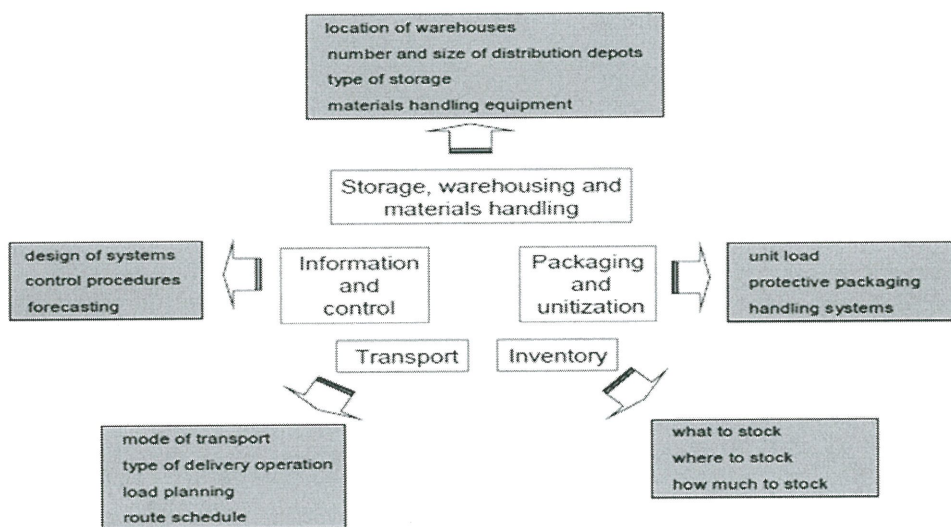 location of warehouses
number and size of distribution depots
type of storage
materials handling equipment
Storage, warehousing and
materials handling
design of systems
control procedures
forecasting
Information
and
control
Packaging
and
unitization
unit load
protective packaging
handling systems
Transport
Inventory
mode of transport
type of delivery operation
load planning
route schedule
what to stock
where to stock
how much to stock